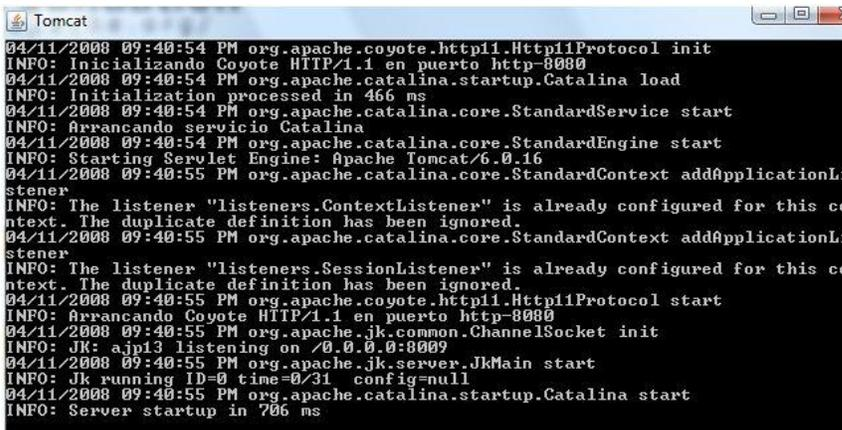 Tomcat
04/11/2008 09:40:54 PM org.apache.coyote.http11.Http11Protocol init
INFO: Inicializando Coyote HTTP/1.1 en puerto http-8080
04/11/2008 09:40:54 PM org.apache.catalina.startup.Catalina load
INFO: Initialization processed in 466 ms
04/11/2008 09:40:54 PM org.apache.catalina.core.StandardService start
INFO: Arrancando servicio Catalina
04/11/2008 09:40:54 PM org.apache.catalina.core.StandardEngine start
INFO: Starting Servlet Engine: Apache Tomcat/6.0.16
04/11/2008 09:40:55 PM org.apache.catalina.core.StandardContext addApplicationLi
stener
INFO: The listener "listeners.ContextListener" is already configured for this co
ntext. The duplicate definition has been ignored.
04/11/2008 09:40:55 PM org.apache.catalina.core.StandardContext addApplicationLi
stener
INFO: The listener "listeners.SessionListener" is already configured for this co
ntext. The duplicate definition has been ignored.
04/11/2008 09:40:55 PM org.apache.coyote.http11.Http11Protocol start
INFO: Arrancando Coyote HTTP/1.1 en puerto http-8080
04/11/2008 09:40:55 PM org.apache.jk.common.ChannelSocket init
INFO: JK: ajp13 listening on /0.0.0.0:8009
04/11/2008 09:40:55 PM org.apache.jk.server.JkMain start
INFO: Jk running ID=0 time=0/31  config=null
04/11/2008 09:40:55 PM org.apache.catalina.startup.Catalina start
INFO: Server startup in 706 ms